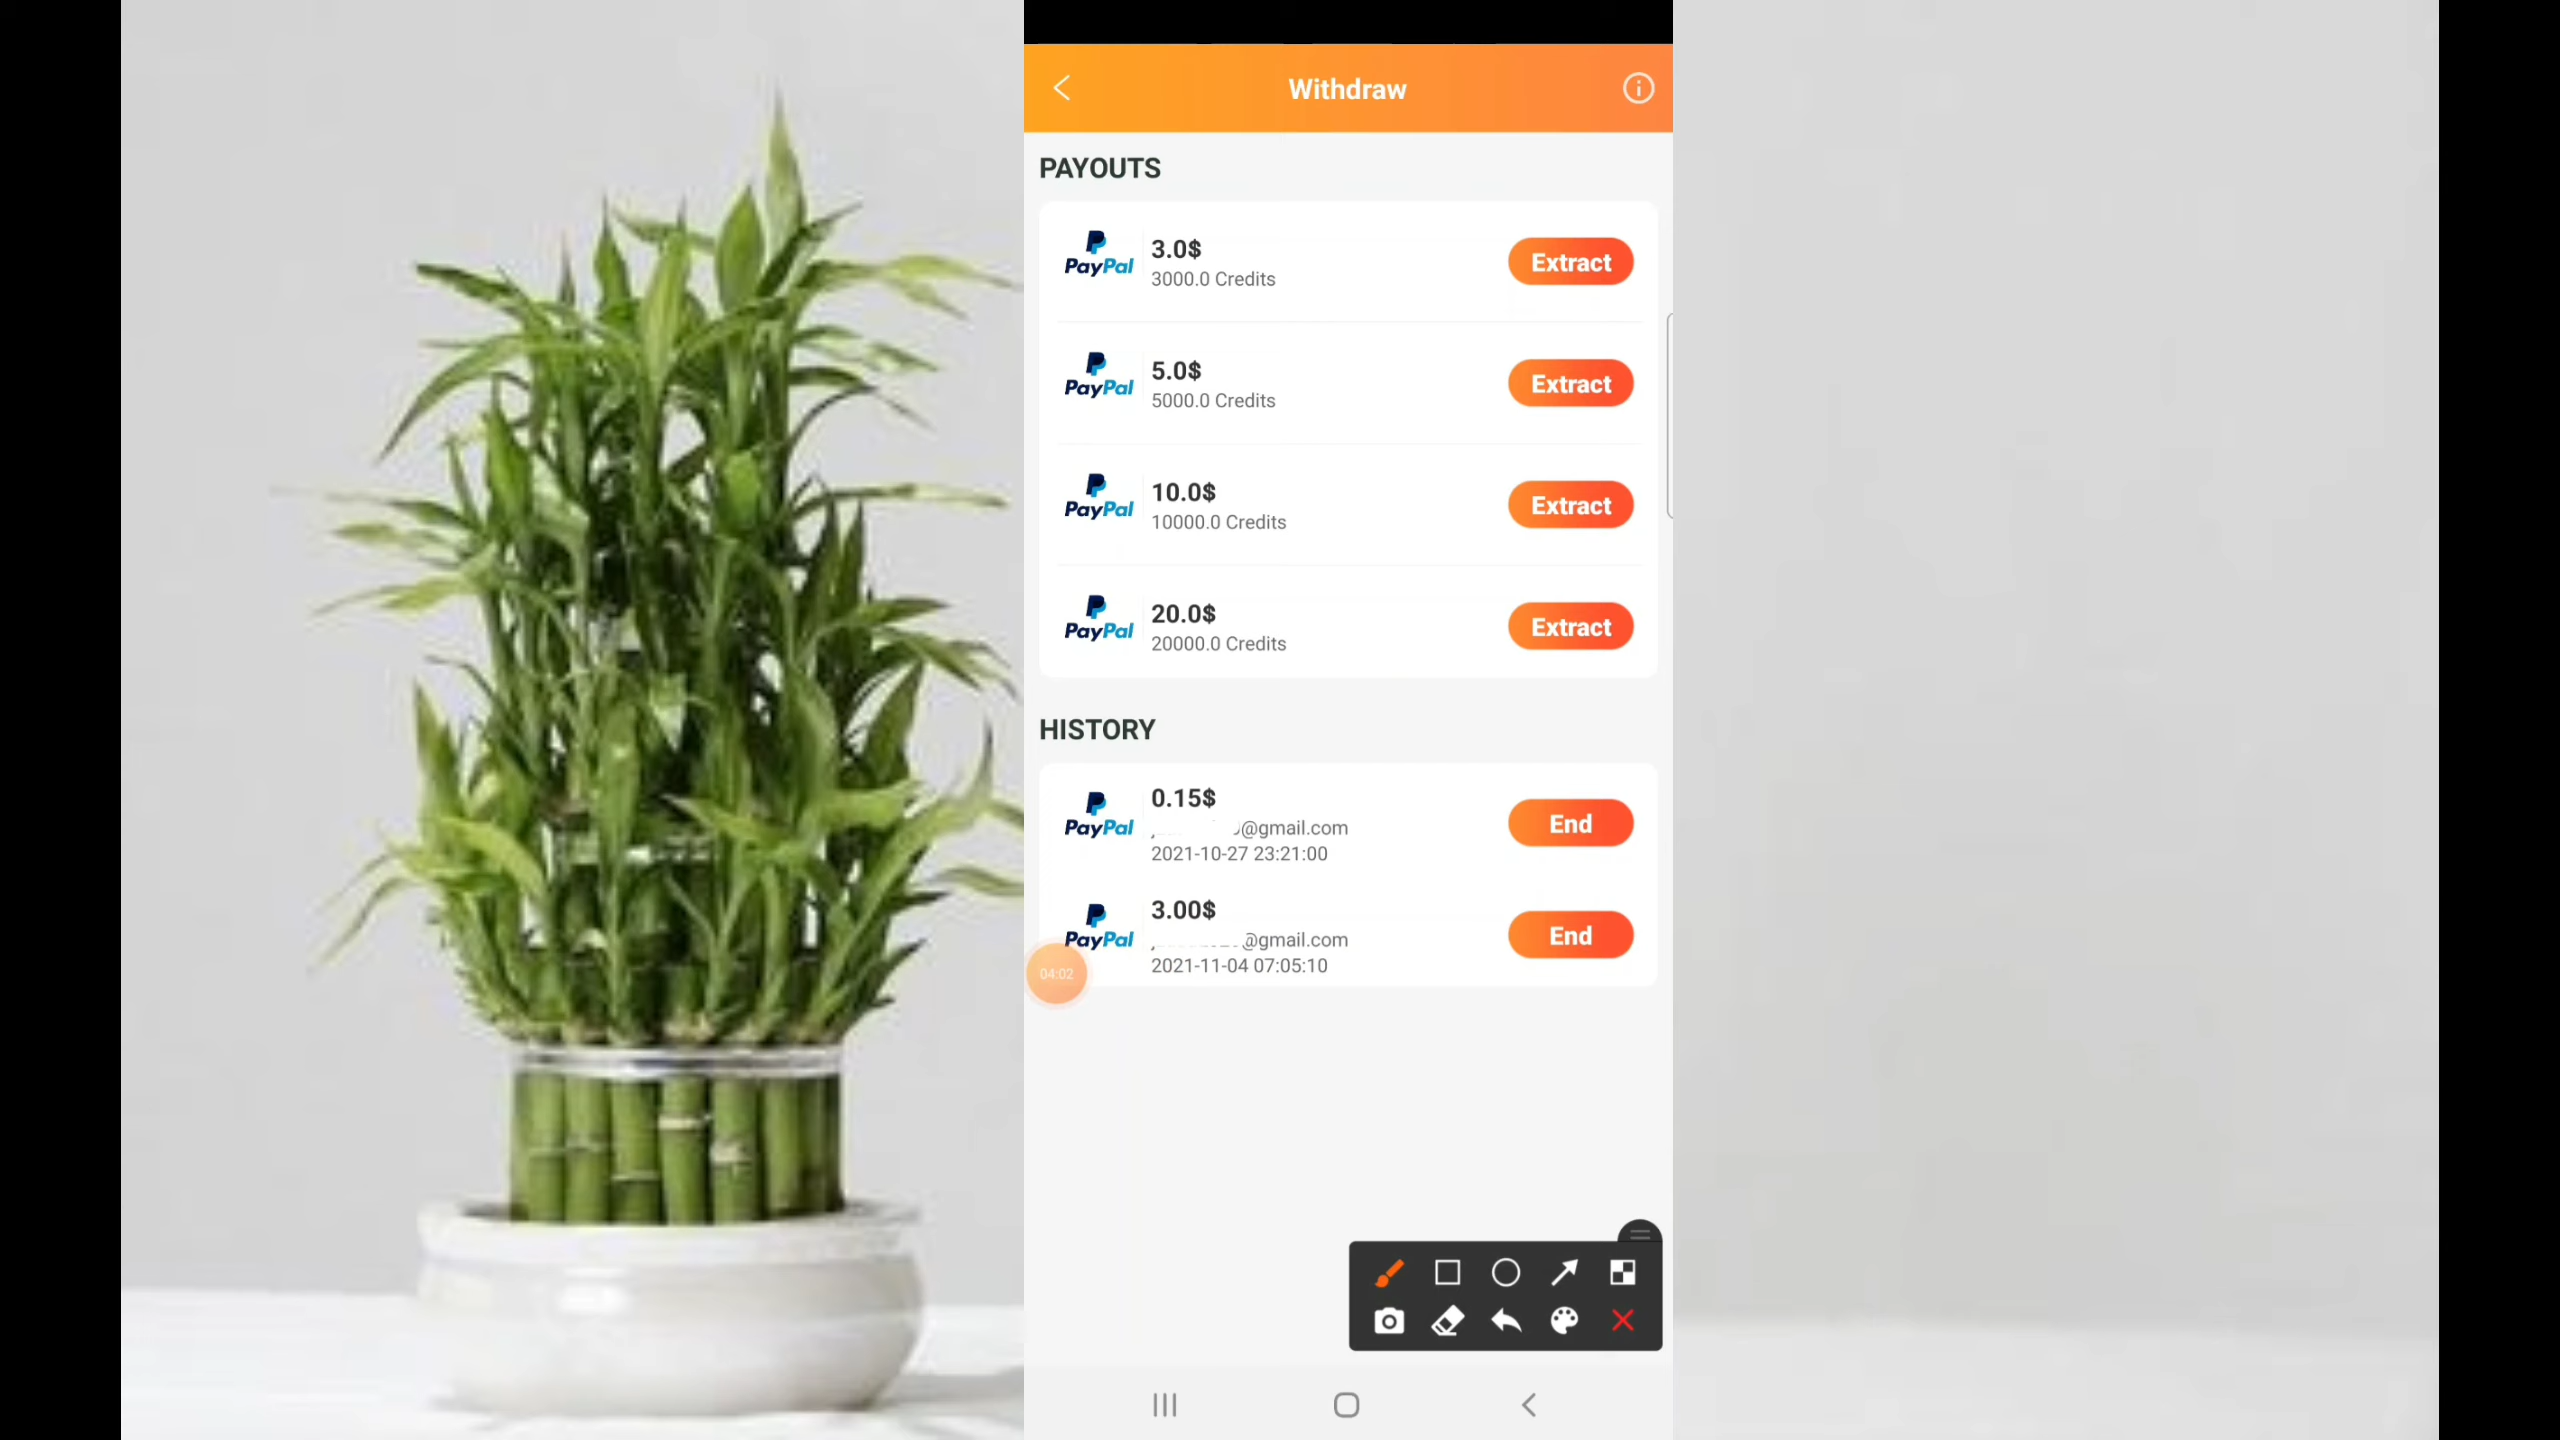 Withdraw
PAYOUTS
PayPal
3.0$
3000.0 Credits
Extract
PayPal
5.0$
5000.0 Credits
Extract
PayPal
10.0$
10000.0 Credits
Extract
PayPal
20.0$
20000.0 Credits
Extract
HISTORY
PayPal
0.15$
@gmail.com
2021-10-27 23:21:00
End
PayPal
3.00$
@gmail.com
2021-11-04 07:05:10
End
04:02